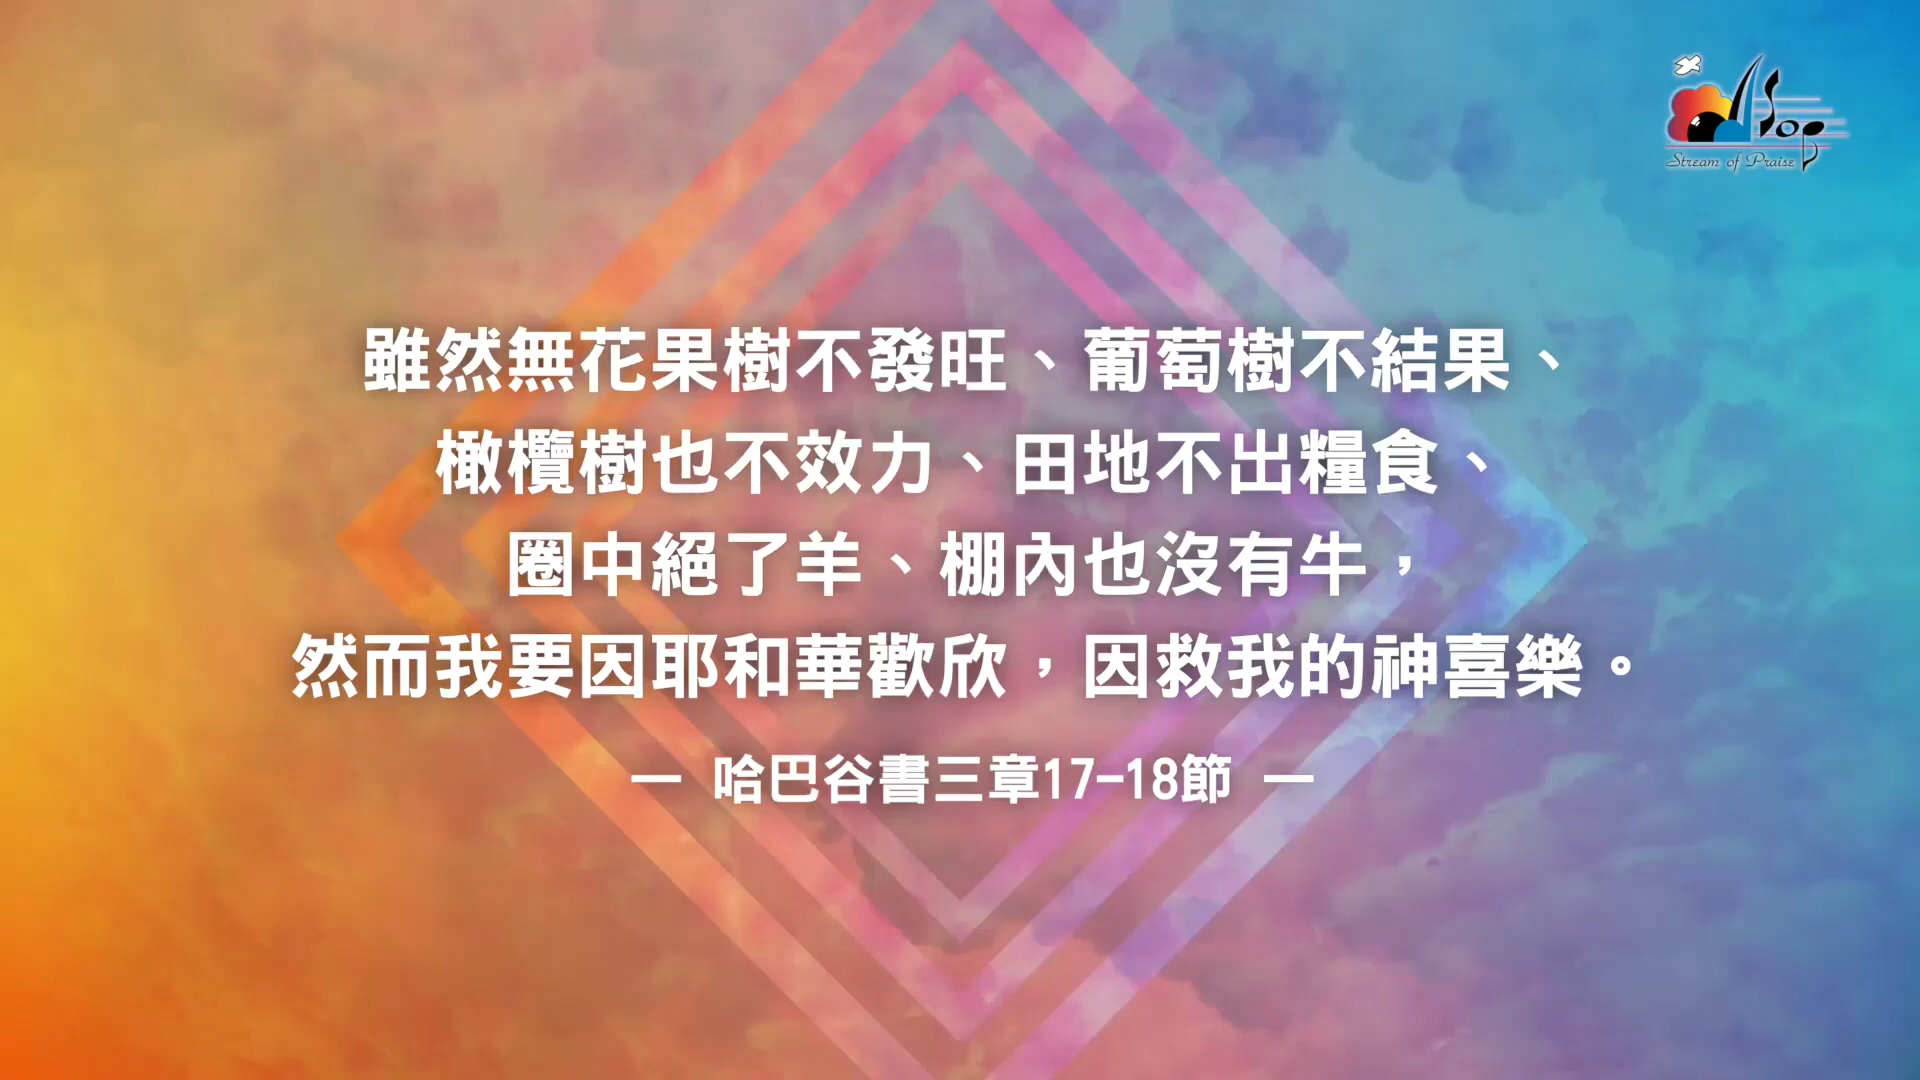 Sop
Stream of Praise
雖然無花果樹不發旺、葡萄樹不結果、
橄欖樹也不效力、田地不出糧食、
圈中絕了羊、棚內也沒有牛，
然而我要因耶和華歡欣，因救我的神喜樂。
— 哈巴谷書三章17-18節 —